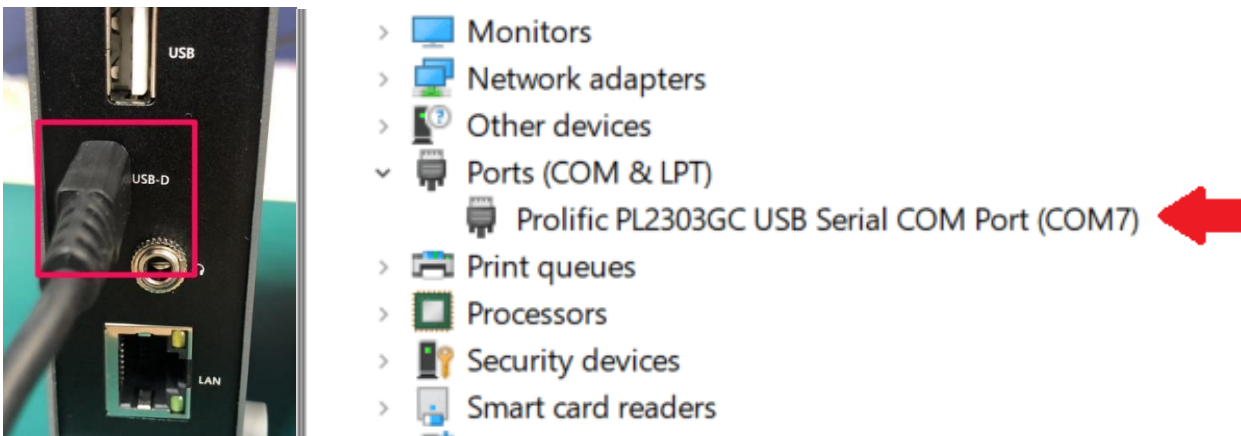 USB
USB-D
LAN
Monitors
Network adapters
Other devices
Ports (COM & LPT)
Prolific PL2303GC USB Serial COM Port (COM7)
Print queues
Processors
Security devices
Smart card readers